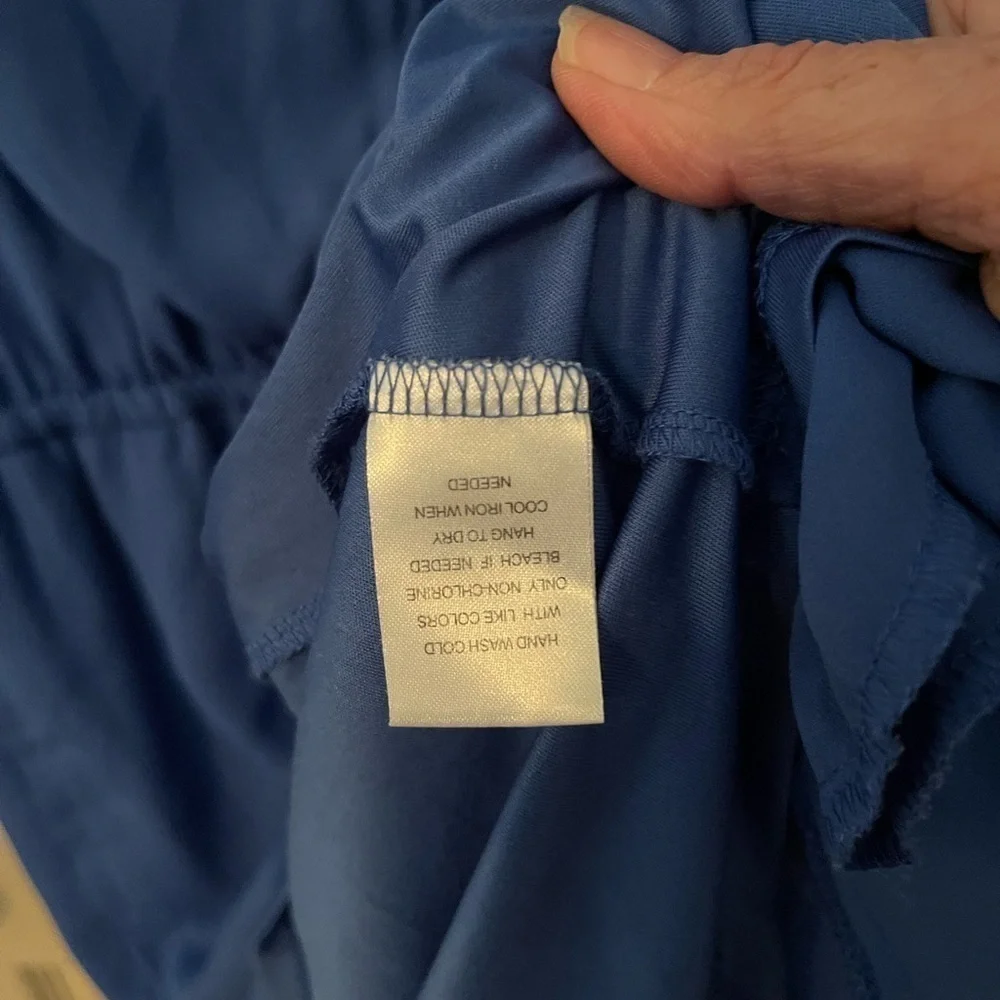 HAND WASH COLD
WITH LIKE COLORS
ONLY NON-CHLORINE
BLEACH IF NEEDED
HANG TO DRY
COOL IRON WHEN
NEEDED